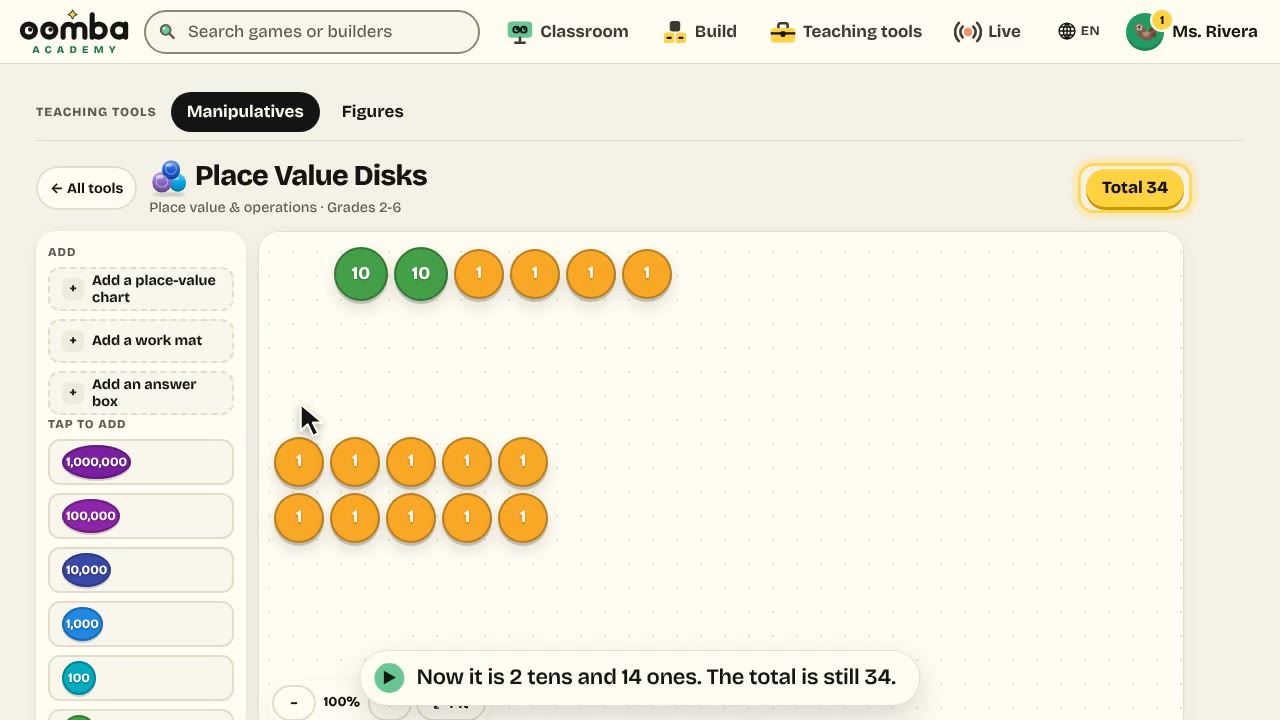 oomba
ACADEMY
Search games or builders
Classroom
Build
Teaching tools
Live
EN
1
Ms. Rivera
TEACHING TOOLS
Manipulatives
Figures
← All tools
Place Value Disks
Place value & operations · Grades 2-6
Total 34
ADD
+ Add a place-value
chart
+ Add a work mat
+ Add an answer
box
TAP TO ADD
1,000,000
100,000
10,000
1,000
100
10 10 1 1 1 1
1 1 1 1 1
1 1 1 1 1
Now it is 2 tens and 14 ones. The total is still 34.
- 100%